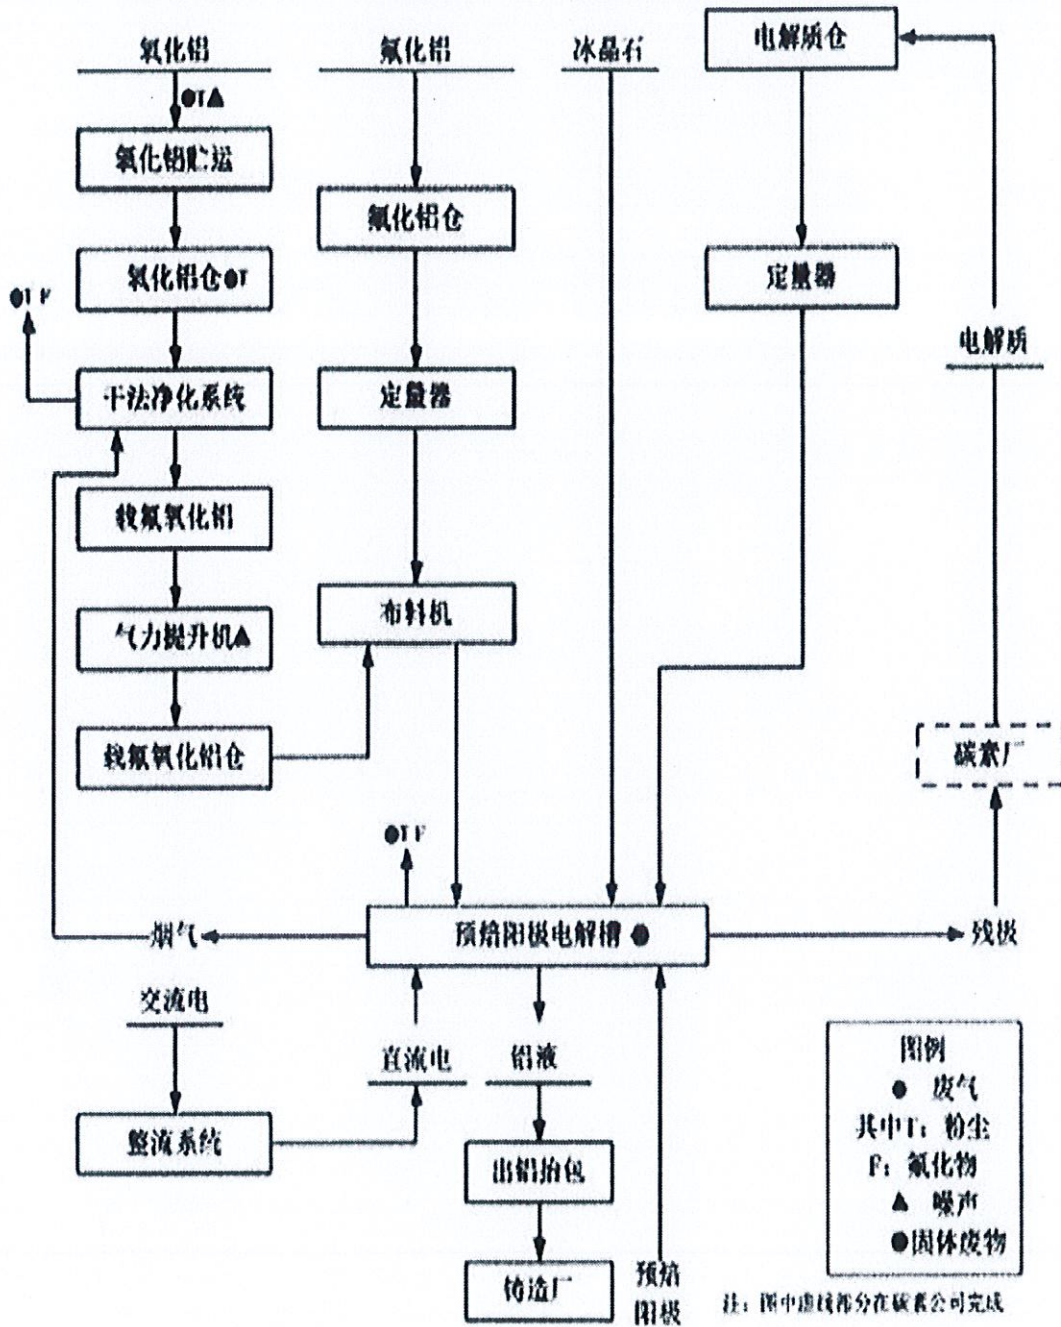 氧化铝
氟化铝
冰晶石
电解质仓
●T▲
氧化铝贮运
氟化铝仓
氧化铝仓●T
定量器
●T F
电解质
干法净化系统
定量器
载氟氧化铝
气力提升机▲
布料机
载氟氧化铝仓
碳素厂
●T F
烟气
预焙阳极电解槽 ●
残极
交流电
直流电
铝液
整流系统
出铝抬包
铸造厂
预焙
阳极
图例
● 废气
其中T：粉尘
F：氟化物
▲ 噪声
●固体废物
注：图中虚线部分在碳素公司完成